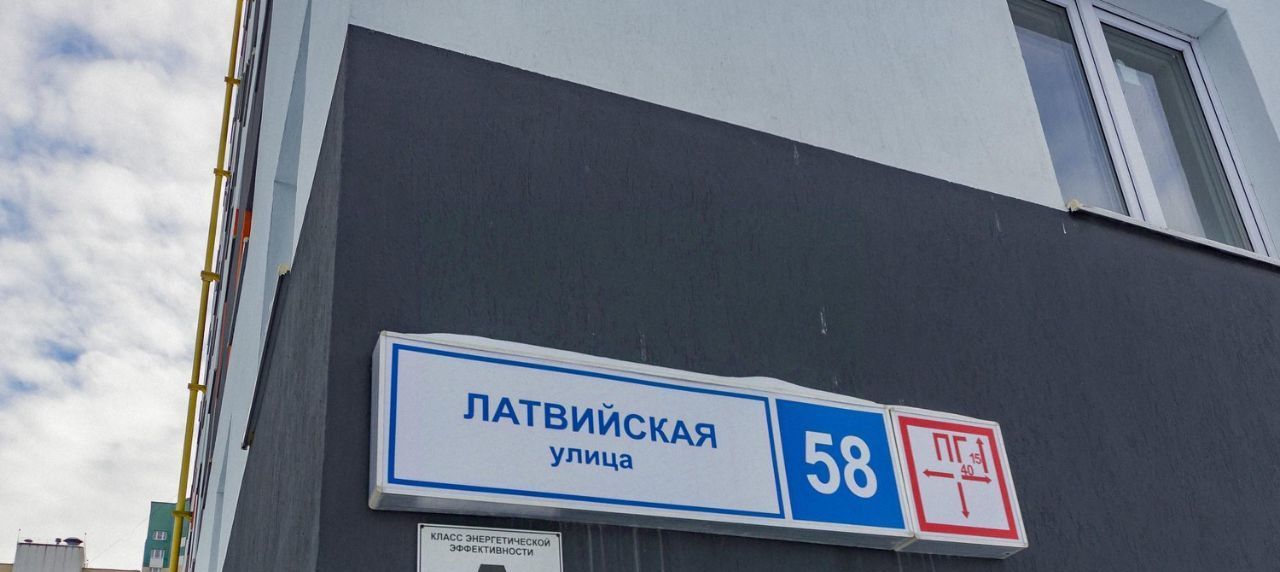 ЛАТВИЙСКАЯ
улица
58
ПГ
15
40
КЛАСС ЭНЕРГЕТИЧЕСКОЙ
ЭФФЕКТИВНОСТИ